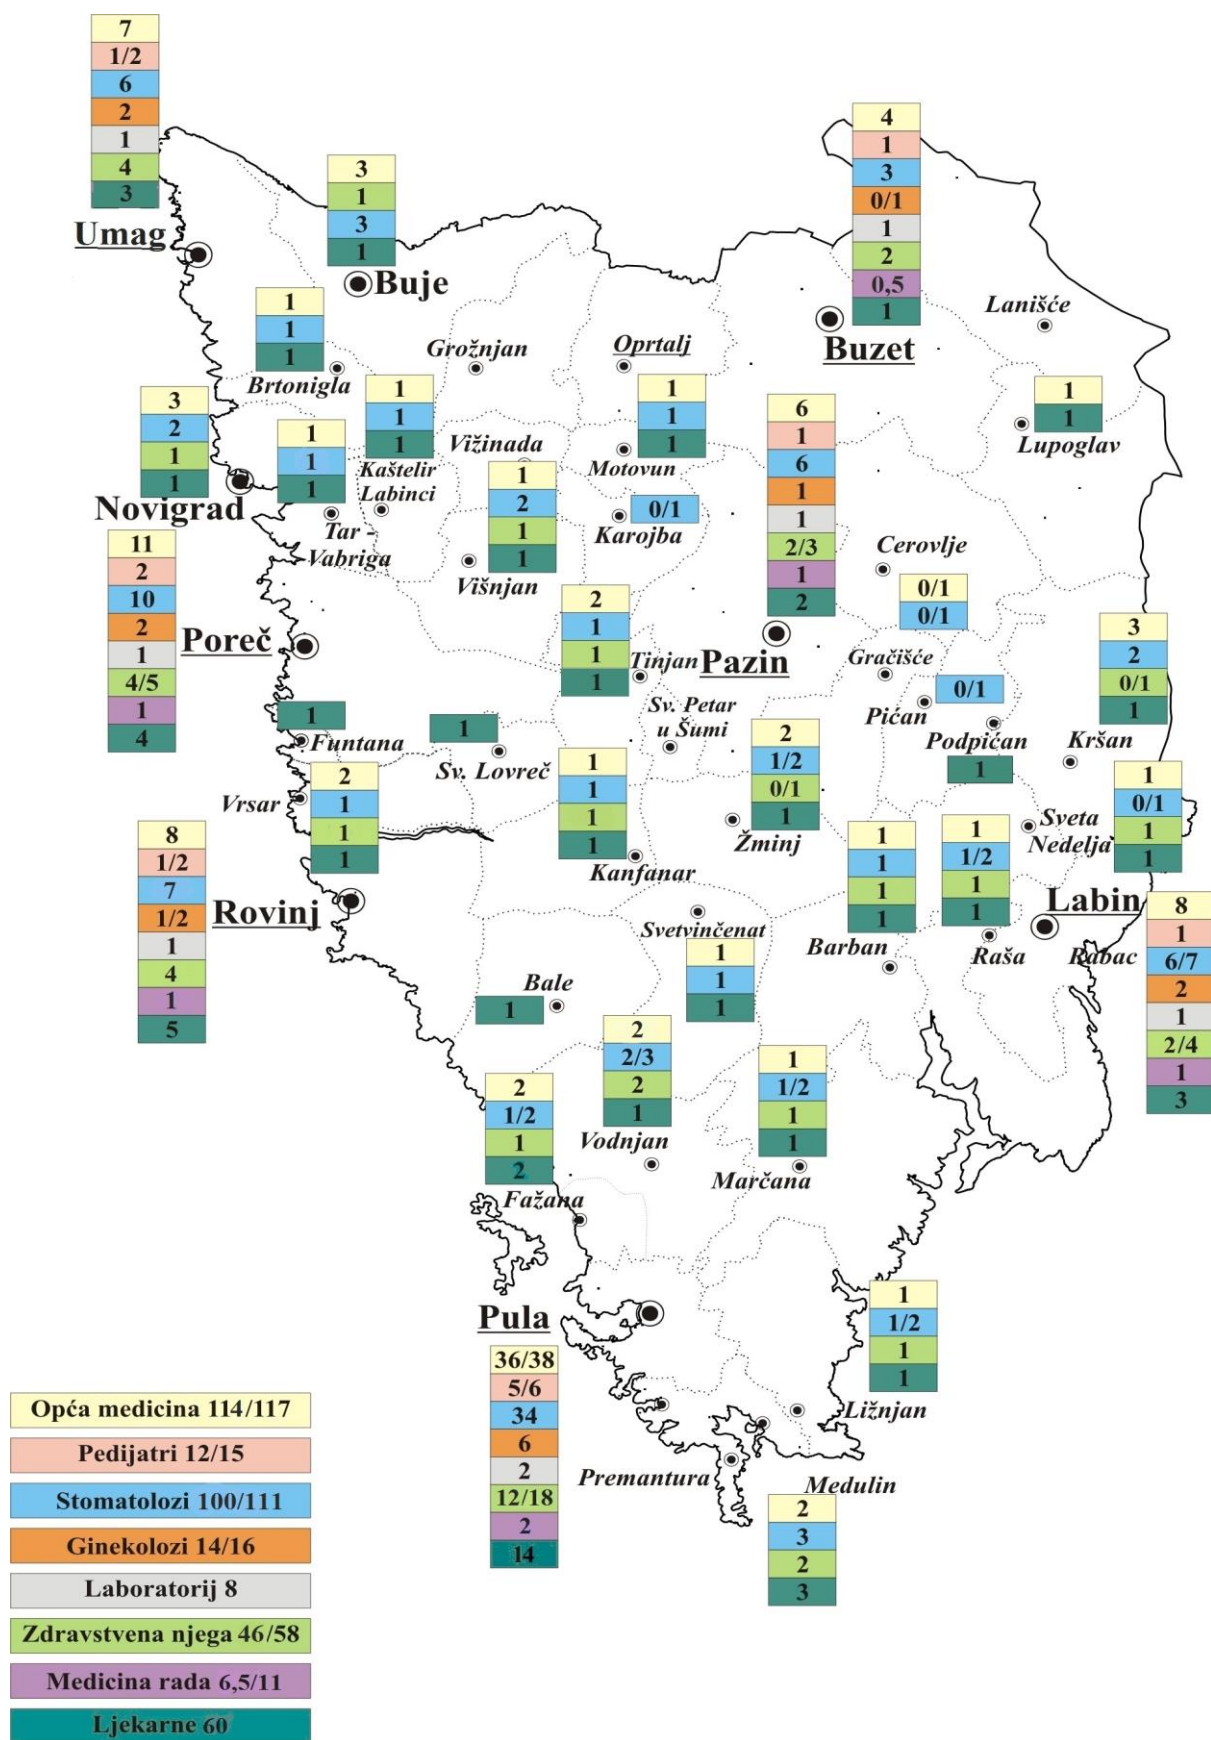 7
1/2
6
2
1
4
3
Umag
3
1
3
1
Buje
4
1
3
0/1
1
2
0,5
1
Buzet
Lanišće
1
1
1
Brtonigla
Grožnjan
Oprtalj
1
1
Lupoglav
3
2
1
1
Novigrad
1
1
1
Tar -
Vabriga
1
1
1
Kaštelir
Labinci
Vižinada
1
2
1
1
Višnjan
1
1
1
Motovun
0/1
Karojba
6
1
6
1
1
2/3
1
2
Pazin
Cerovlje
0/1
0/1
Gračišće
11
2
10
2
1
4/5
1
4
Poreč
2
1
1
1
Tinjan
Sv. Petar
u Šumi
0/1
Pićan
Podpićan
1
3
2
0/1
1
Kršan
1
Funtana
1
Sv. Lovreč
Vrsar
2
1
1
1
1
1
1
1
Kanfanar
2
1/2
0/1
1
Žminj
1
0/1
1
1
Sveta
Nedelja
8
1/2
7
1/2
1
4
1
5
Rovinj
1
1
1
1
Barban
1
1/2
1
1
Raša
Labin
Rabac
8
1
6/7
2
1
2/4
1
3
Svetvinčenat
1
1
1
Bale
1
2
2/3
2
1
Vodnjan
1
1/2
1
1
Marčana
2
1/2
1
2
Fažana
Pula
36/38
5/6
34
6
2
12/18
2
14
1
1/2
1
1
Ližnjan
Premantura
Medulin
2
3
2
3
Opća medicina 114/117
Pedijatri 12/15
Stomatolozi 100/111
Ginekolozi 14/16
Laboratorij 8
Zdravstvena njega 46/58
Medicina rada 6,5/11
Ljekarne 60